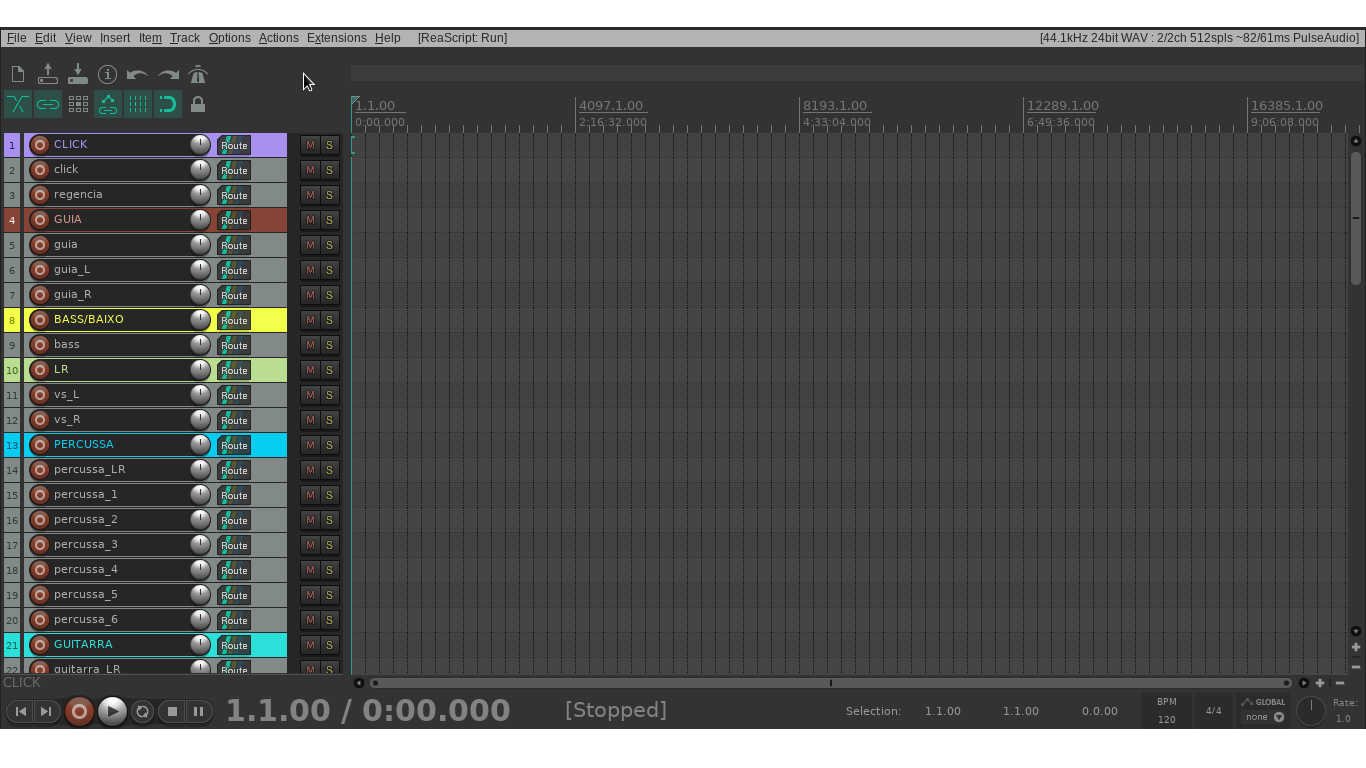 File Edit View Insert Item Track Options Actions Extensions Help [ReaScript: Run] [44.1kHz 24bit WAV : 2/2ch 512spls ~82/61ms PulseAudio]
1.1.00 4097.1.00 8193.1.00 12289.1.00 16385.1.00
0:00.000 2:16:32.000 4:33:04.000 6:49:36.000 9:06:08.000
1 CLICK Route M S
2 click Route M S
3 regencia Route M S
4 GUIA Route M S
5 guia Route M S
6 guia_L Route M S
7 guia_R Route M S
8 BASS/BAIXO Route M S
9 bass Route M S
10 LR Route M S
11 vs_L Route M S
12 vs_R Route M S
13 PERCUSSA Route M S
14 percussa_LR Route M S
15 percussa_1 Route M S
16 percussa_2 Route M S
17 percussa_3 Route M S
18 percussa_4 Route M S
19 percussa_5 Route M S
20 percussa_6 Route M S
21 GUITARRA Route M S
22 guitarra_LR Route M S
CLICK
1.1.00 / 0:00.000 [Stopped] Selection: 1.1.00 1.1.00 0.0.00 BPM 120 4/4 GLOBAL none Rate: 1.0